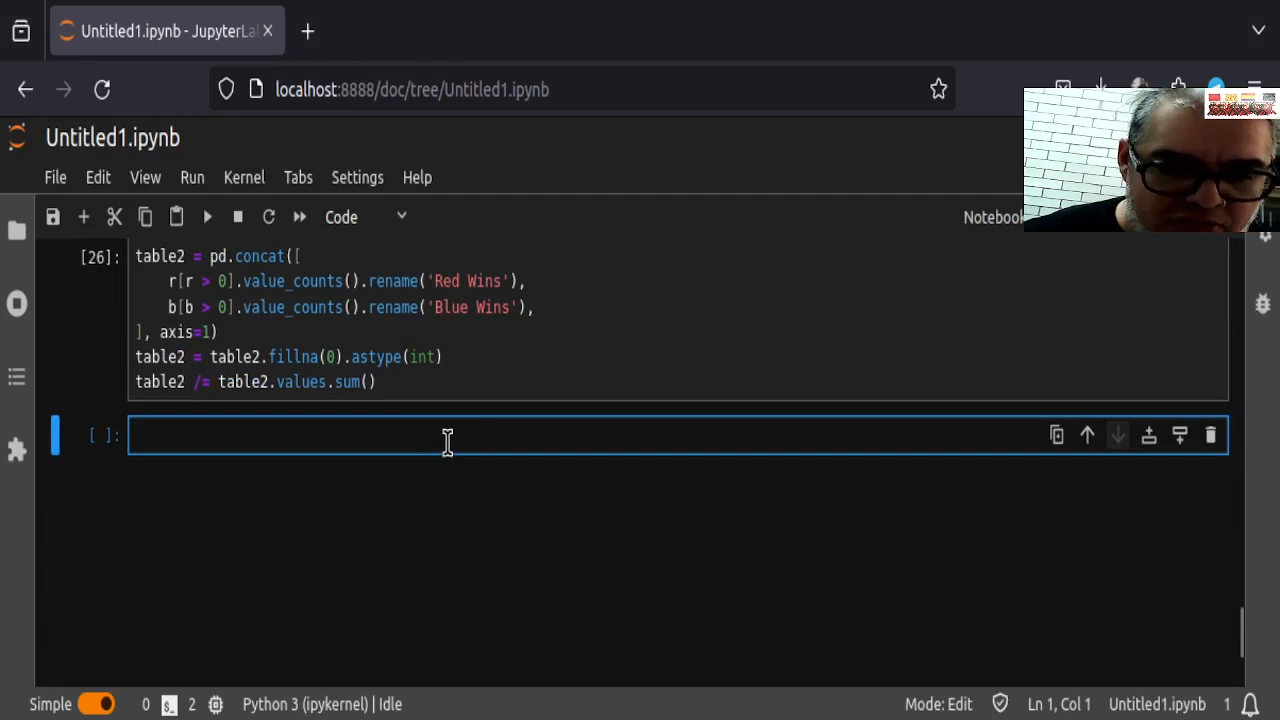 Untitled1.ipynb - JupyterLa
localhost:8888/doc/tree/Untitled1.ipynb
Untitled1.ipynb
File Edit View Run Kernel Tabs Settings Help
Code
Notebook
[26]: table2 = pd.concat([
r[r > 0].value_counts().rename('Red Wins'),
b[b > 0].value_counts().rename('Blue Wins'),
], axis=1)
table2 = table2.fillna(0).astype(int)
table2 /= table2.values.sum()
[ ]:
Simple 0 $_ 2 Python 3 (ipykernel) | Idle Mode: Edit Ln 1, Col 1 Untitled1.ipynb 1